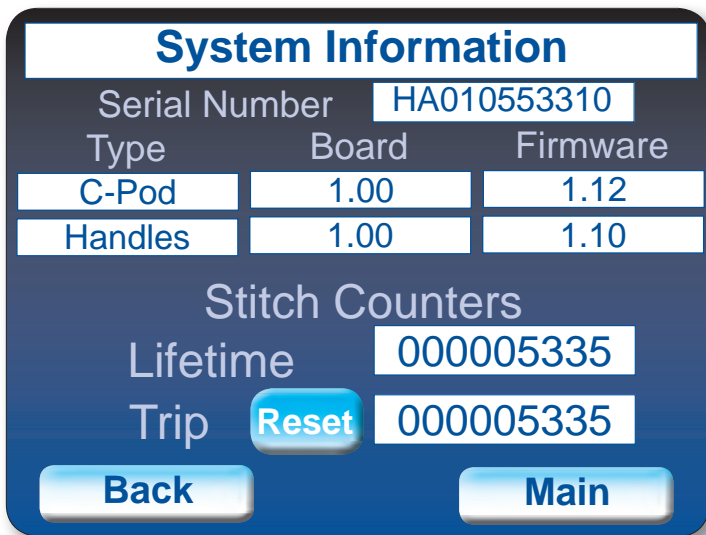 System Information
Serial Number HA010553310
Type Board Firmware
C-Pod 1.00 1.12
Handles 1.00 1.10
Stitch Counters
Lifetime 000005335
Trip Reset 000005335
Back Main